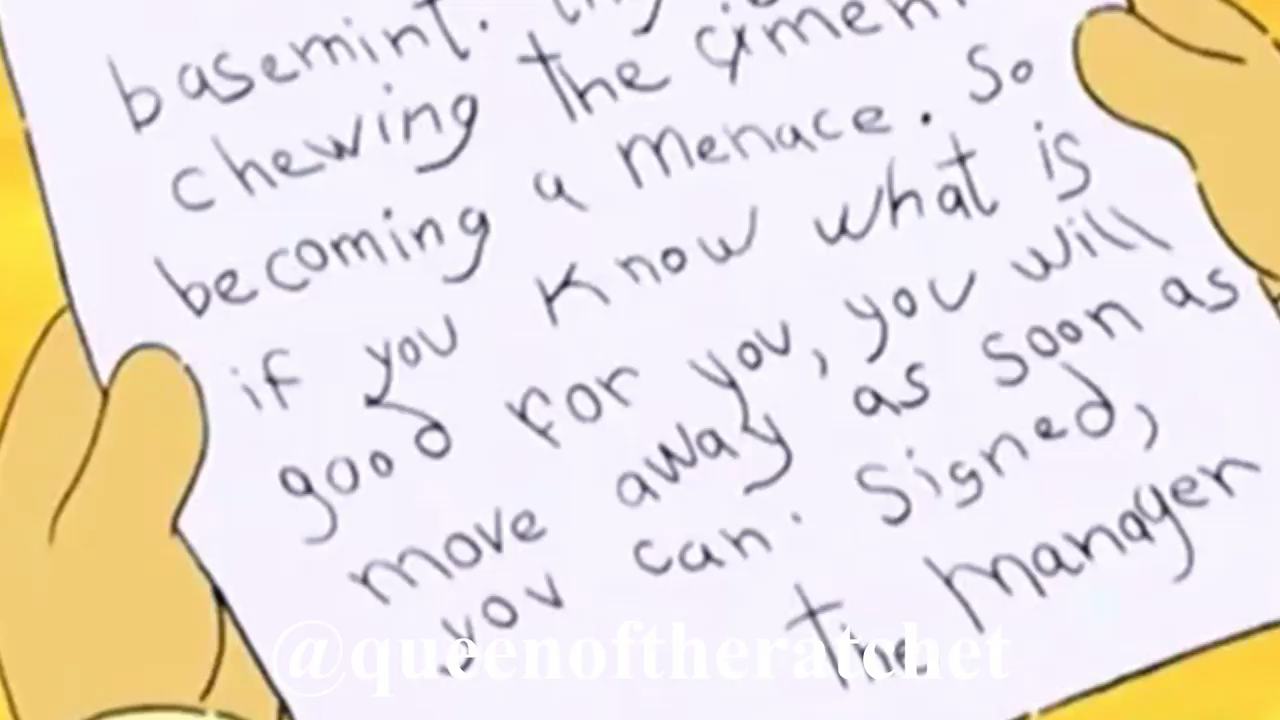 basemint.
chewing the ciment
becoming a menace. So
if you know what is
good for you, you will
move away as soon as
you can. Signed,
the manager
@queenoftheratchet